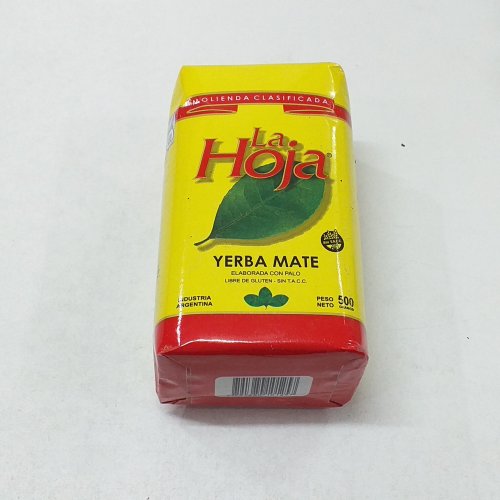 MOLIENDA CLASIFICADA
La
Hoja
YERBA MATE
ELABORADA CON PALO
LIBRE DE GLUTEN - SIN T.A.C.C.
INDUSTRIA
ARGENTINA
PESO
NETO
500